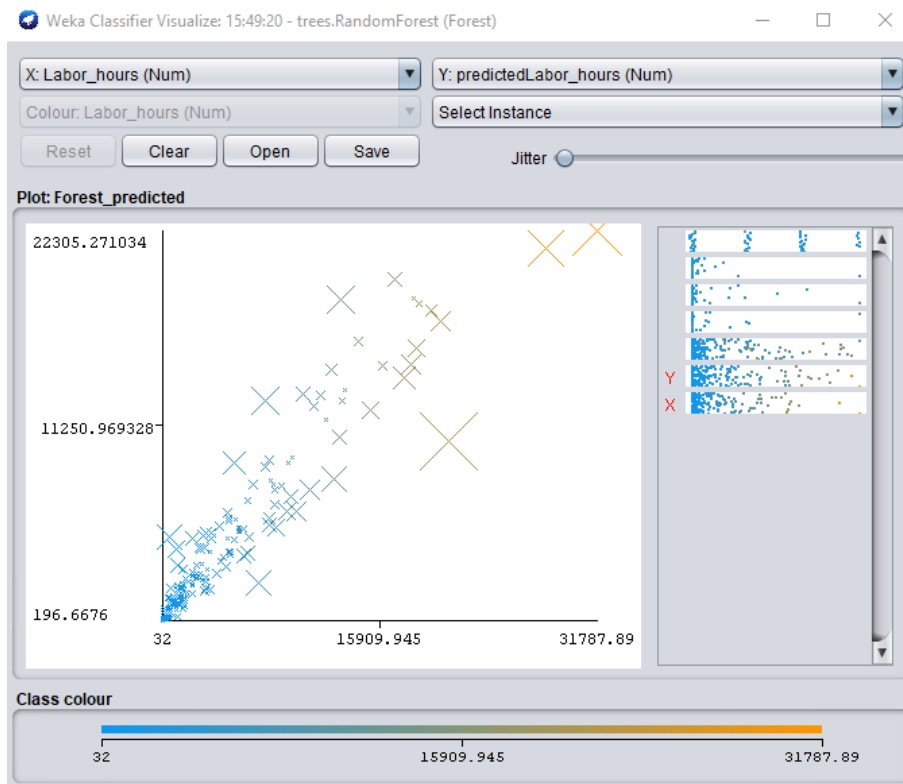 Weka Classifier Visualize: 15:49:20 - trees.RandomForest (Forest)
X: Labor_hours (Num)
Y: predictedLabor_hours (Num)
Colour: Labor_hours (Num)
Select Instance
Reset
Clear
Open
Save
Jitter
Plot: Forest_predicted
22305.271034
11250.969328
196.6676
32
15909.945
31787.89
Y
X
Class colour
32
15909.945
31787.89